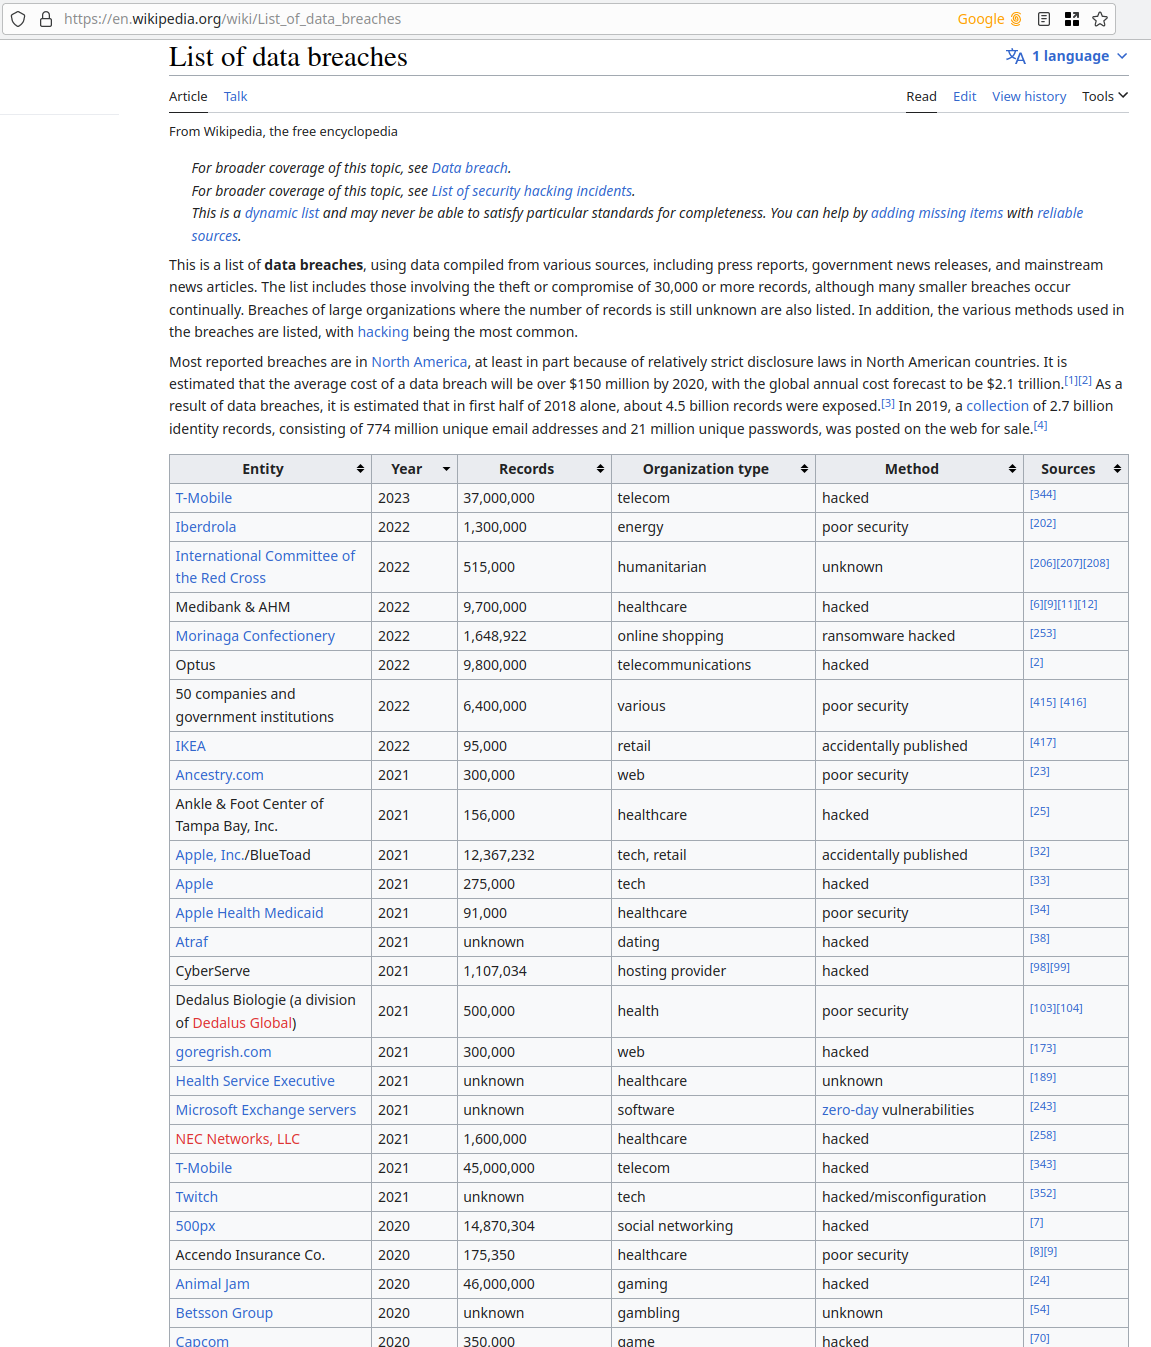 https://en.wikipedia.org/wiki/List_of_data_breaches
Google
List of data breaches
1 language
Article Talk
Read Edit View history Tools
From Wikipedia, the free encyclopedia
For broader coverage of this topic, see Data breach.
For broader coverage of this topic, see List of security hacking incidents.
This is a dynamic list and may never be able to satisfy particular standards for completeness. You can help by adding missing items with reliable
sources.
This is a list of data breaches, using data compiled from various sources, including press reports, government news releases, and mainstream
news articles. The list includes those involving the theft or compromise of 30,000 or more records, although many smaller breaches occur
continually. Breaches of large organizations where the number of records is still unknown are also listed. In addition, the various methods used in
the breaches are listed, with hacking being the most common.
Most reported breaches are in North America, at least in part because of relatively strict disclosure laws in North American countries. It is
estimated that the average cost of a data breach will be over $150 million by 2020, with the global annual cost forecast to be $2.1 trillion.[1][2] As a
result of data breaches, it is estimated that in first half of 2018 alone, about 4.5 billion records were exposed.[3] In 2019, a collection of 2.7 billion
identity records, consisting of 774 million unique email addresses and 21 million unique passwords, was posted on the web for sale.[4]
Entity Year Records Organization type Method Sources
T-Mobile 2023 37,000,000 telecom hacked [344]
Iberdrola 2022 1,300,000 energy poor security [202]
International Committee of
the Red Cross 2022 515,000 humanitarian unknown [206][207][208]
Medibank & AHM 2022 9,700,000 healthcare hacked [6][9][11][12]
Morinaga Confectionery 2022 1,648,922 online shopping ransomware hacked [253]
Optus 2022 9,800,000 telecommunications hacked [2]
50 companies and
government institutions 2022 6,400,000 various poor security [415] [416]
IKEA 2022 95,000 retail accidentally published [417]
Ancestry.com 2021 300,000 web poor security [23]
Ankle & Foot Center of
Tampa Bay, Inc. 2021 156,000 healthcare hacked [25]
Apple, Inc./BlueToad 2021 12,367,232 tech, retail accidentally published [32]
Apple 2021 275,000 tech hacked [33]
Apple Health Medicaid 2021 91,000 healthcare poor security [34]
Atraf 2021 unknown dating hacked [38]
CyberServe 2021 1,107,034 hosting provider hacked [98][99]
Dedalus Biologie (a division
of Dedalus Global) 2021 500,000 health poor security [103][104]
goregrish.com 2021 300,000 web hacked [173]
Health Service Executive 2021 unknown healthcare unknown [189]
Microsoft Exchange servers 2021 unknown software zero-day vulnerabilities [243]
NEC Networks, LLC 2021 1,600,000 healthcare hacked [258]
T-Mobile 2021 45,000,000 telecom hacked [343]
Twitch 2021 unknown tech hacked/misconfiguration [352]
500px 2020 14,870,304 social networking hacked [7]
Accendo Insurance Co. 2020 175,350 healthcare poor security [8][9]
Animal Jam 2020 46,000,000 gaming hacked [24]
Betsson Group 2020 unknown gambling unknown [54]
Capcom 2020 350,000 game hacked [70]